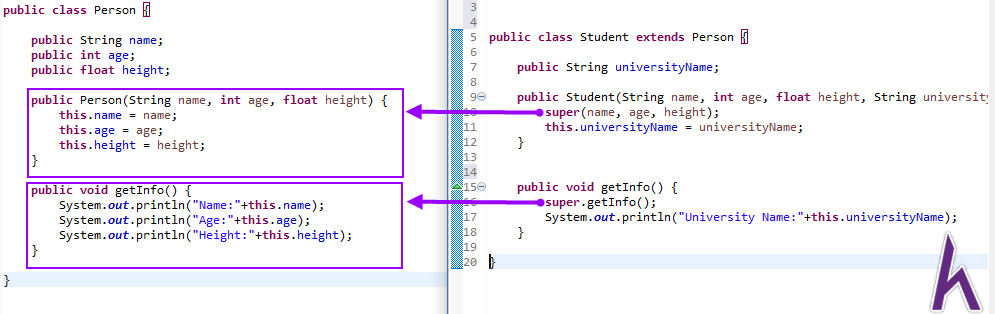 public class Person {
public String name;
public int age;
public float height;
public Person(String name, int age, float height) {
this.name = name;
this.age = age;
this.height = height;
}
public void getInfo() {
System.out.println("Name:"+this.name);
System.out.println("Age:"+this.age);
System.out.println("Height:"+this.height);
}
}
3
4
5 public class Student extends Person {
6
7 public String universityName;
8
9 public Student(String name, int age, float height, String universit
10 super(name, age, height);
11 this.universityName = universityName;
12 }
13
14
15 public void getInfo() {
16 super.getInfo();
17 System.out.println("University Name:"+this.universityName);
18 }
19
20 }